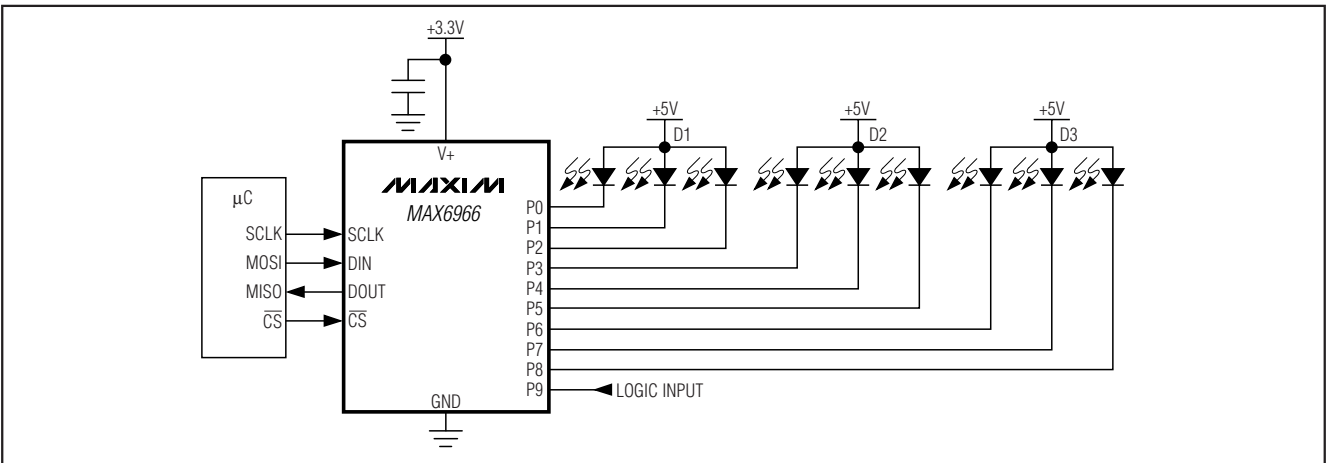 +3.3V
+5V
+5V
+5V
D1
D2
D3
V+
MAXIM
MAX6966
μC
SCLK
MOSI
MISO
CS
SCLK
DIN
DOUT
CS
P0
P1
P2
P3
P4
P5
P6
P7
P8
P9
LOGIC INPUT
GND